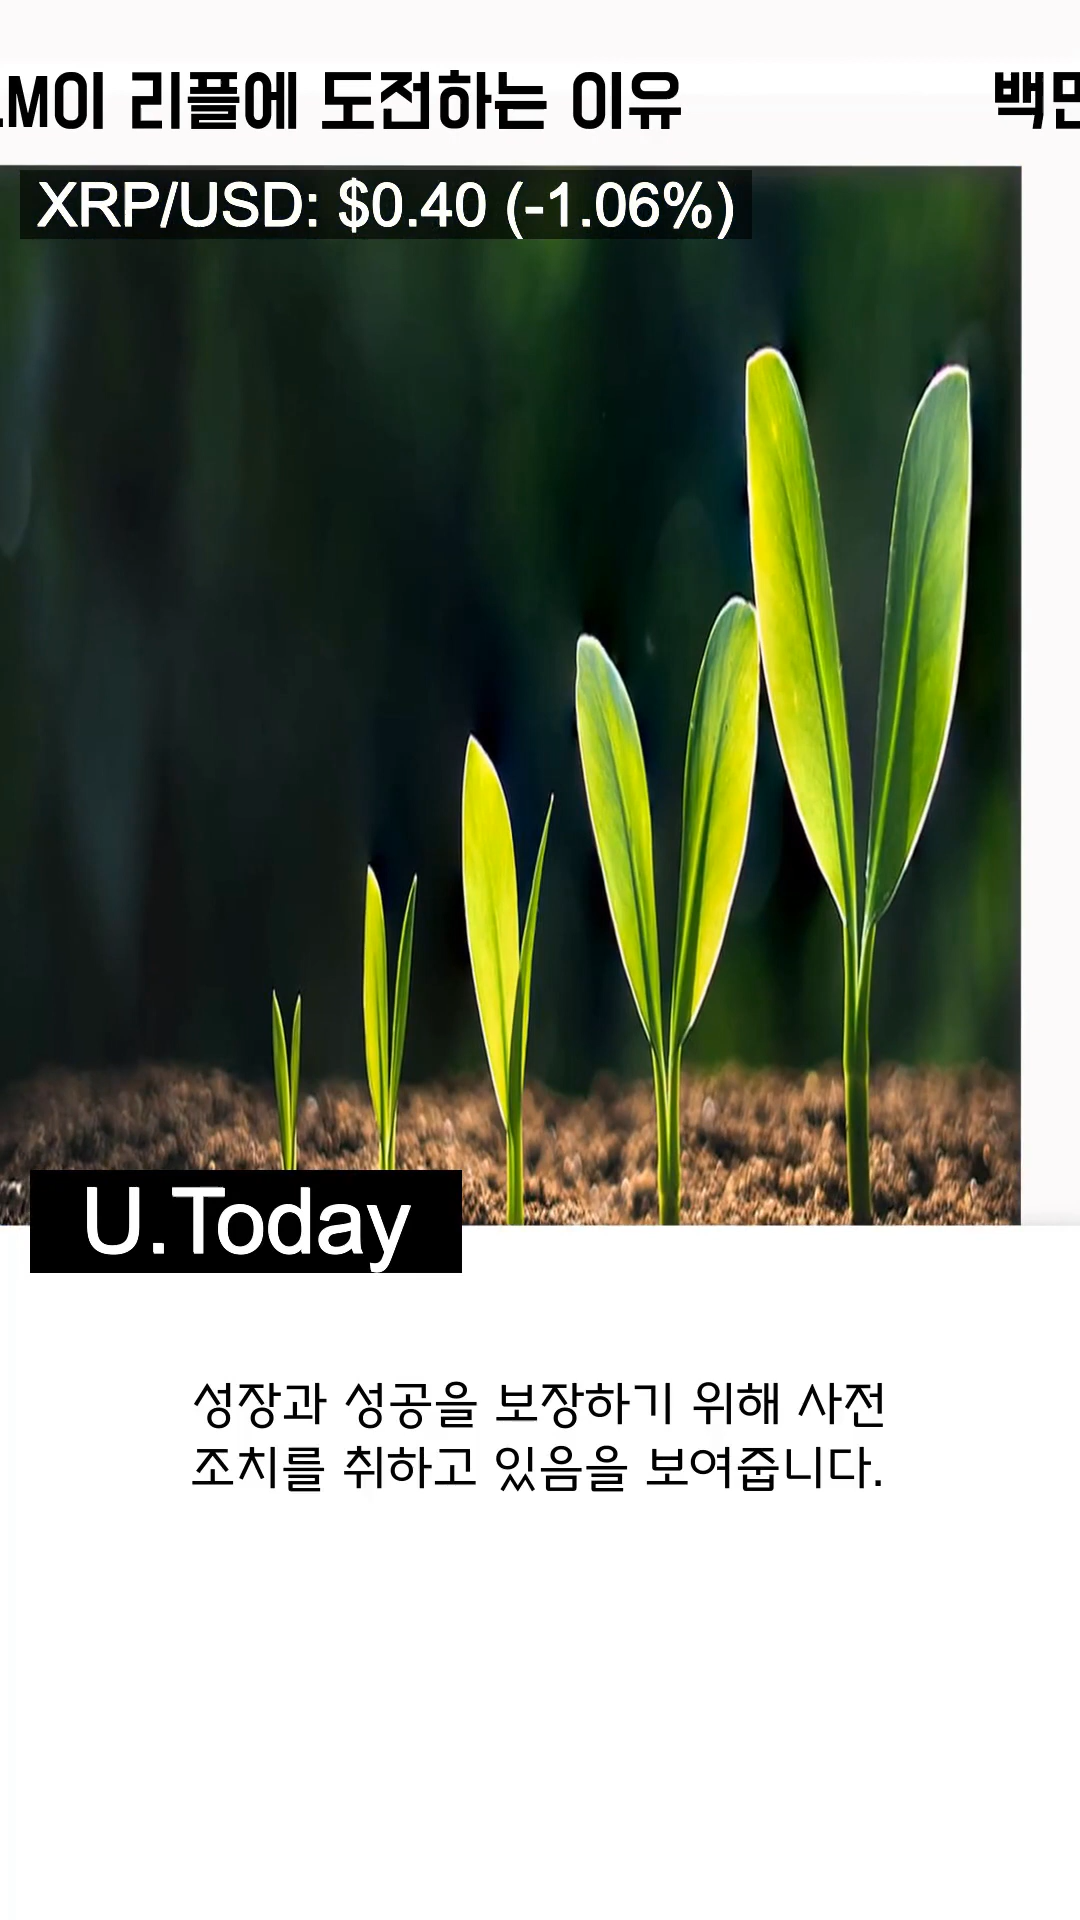 M이 리플에 도전하는 이유
XRP/USD: $0.40 (-1.06%)
U.Today
성장과 성공을 보장하기 위해 사전
조치를 취하고 있음을 보여줍니다.